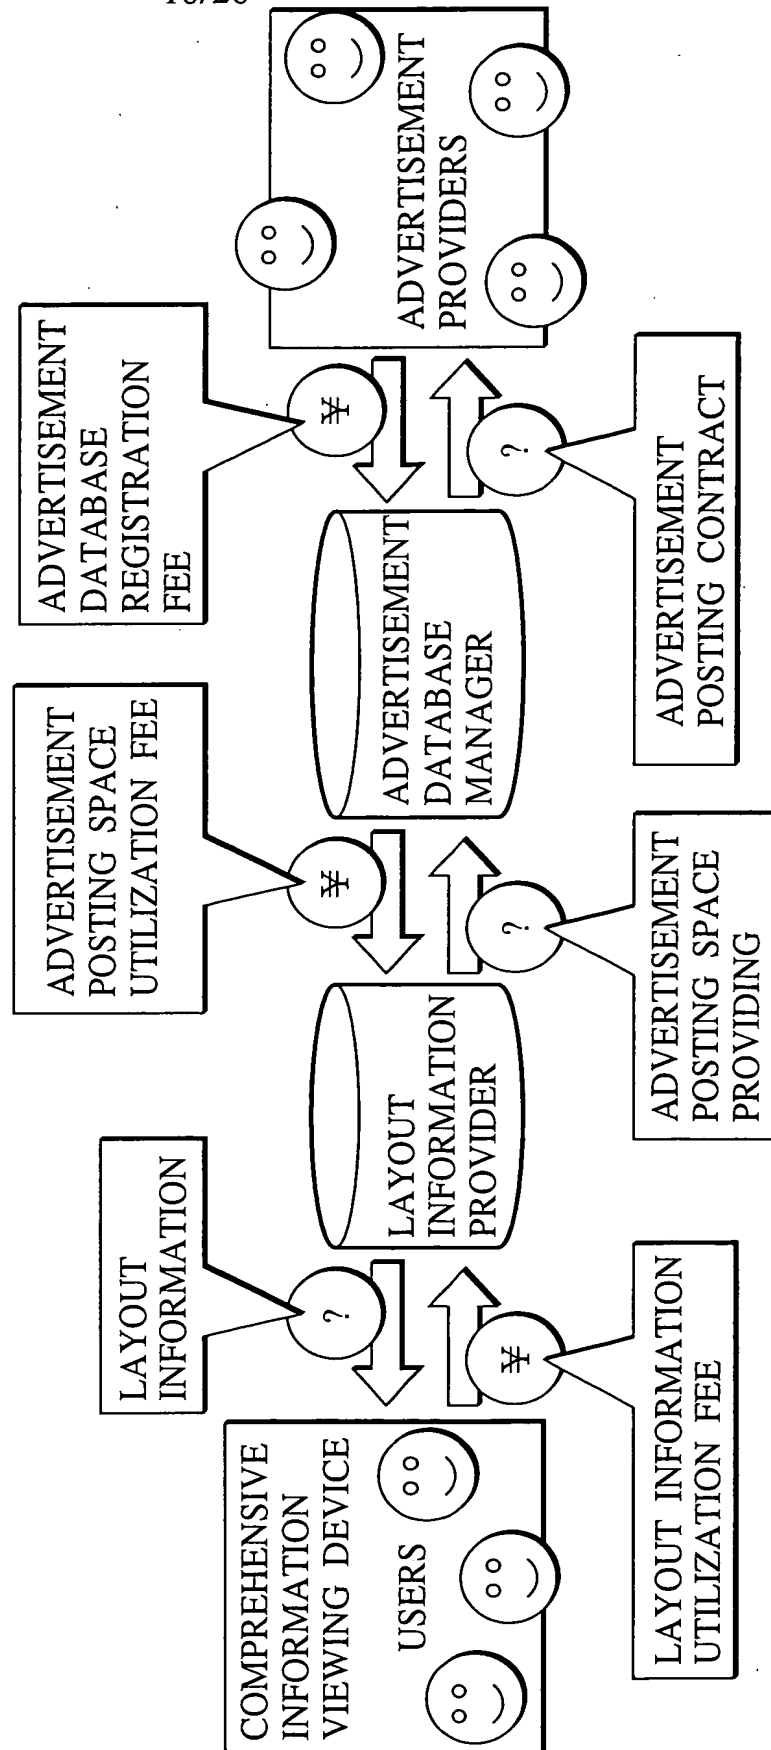 LAYOUT
INFORMATION
ADVERTISEMENT
POSTING SPACE
UTILIZATION FEE
ADVERTISEMENT
DATABASE
REGISTRATION
FEE
?
¥
¥
COMPREHENSIVE
INFORMATION
VIEWING DEVICE
USERS
LAYOUT
INFORMATION
PROVIDER
ADVERTISEMENT
DATABASE
MANAGER
ADVERTISEMENT
PROVIDERS
¥
?
?
LAYOUT INFORMATION
UTILIZATION FEE
ADVERTISEMENT
POSTING SPACE
PROVIDING
ADVERTISEMENT
POSTING CONTRACT